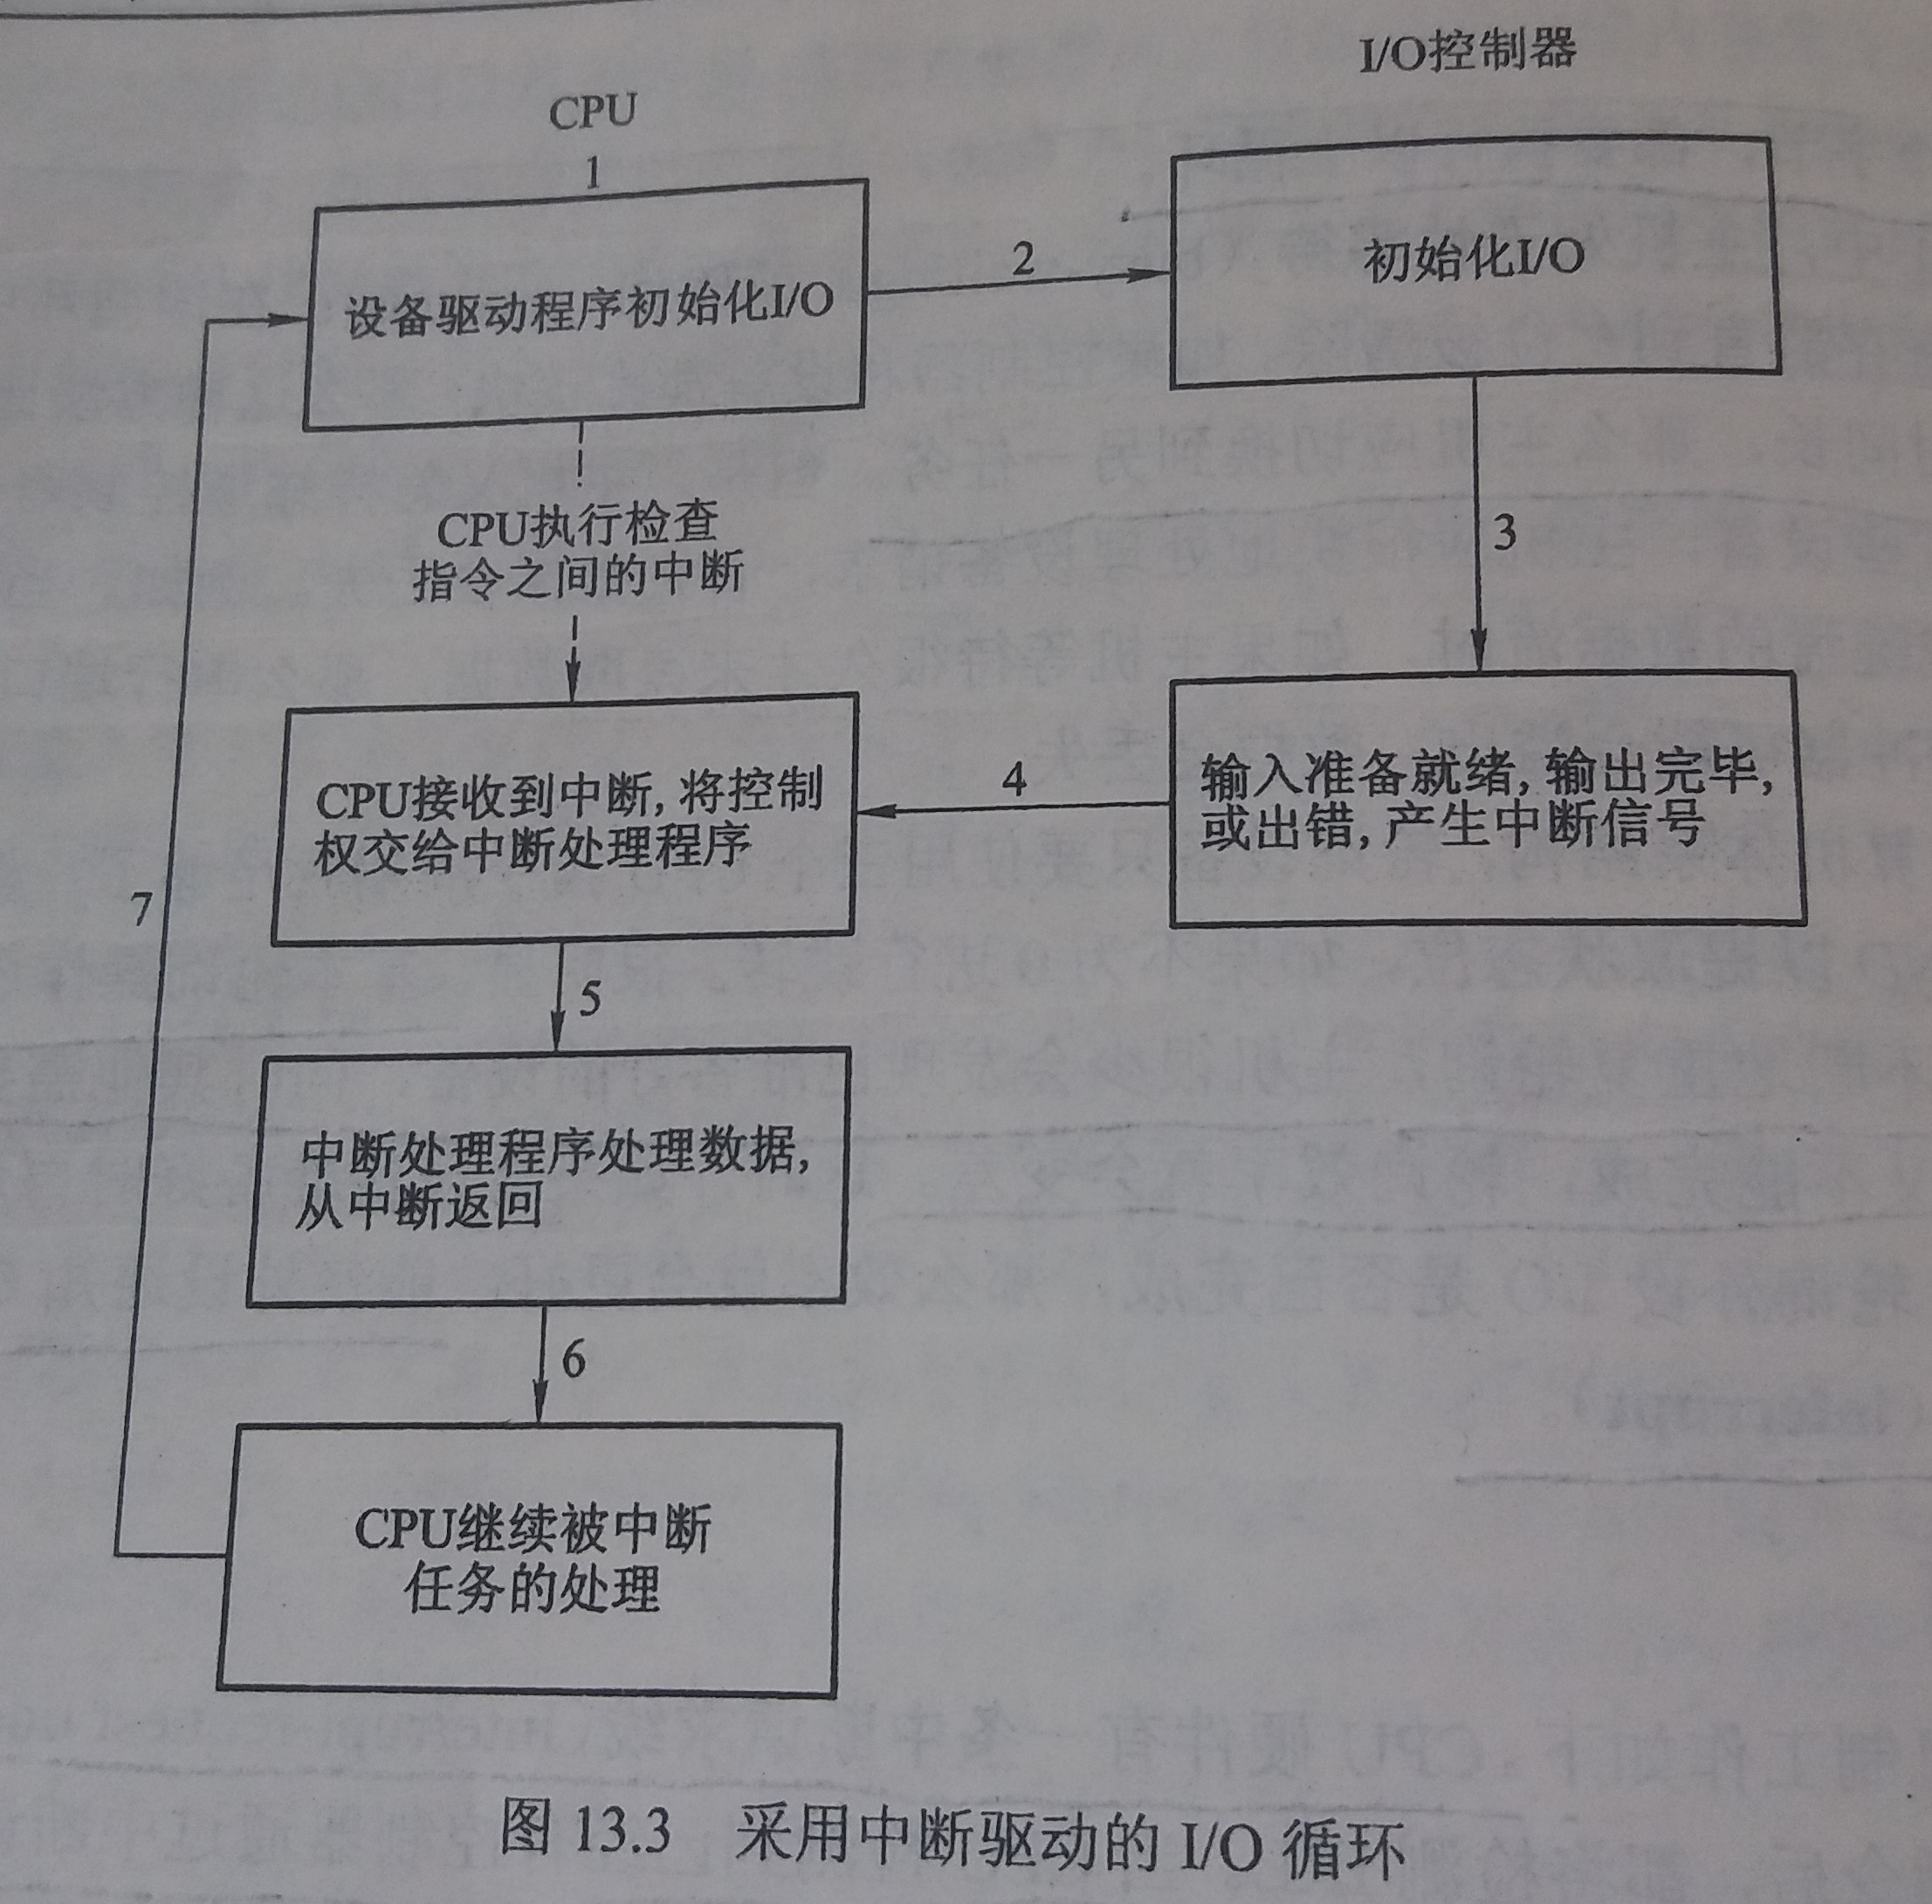 I/O控制器
CPU
1
设备驱动程序初始化I/O
2
初始化I/O
CPU执行检查
指令之间的中断
3
CPU接收到中断, 将控制
权交给中断处理程序
4
输入准备就绪, 输出完毕,
或出错, 产生中断信号
7
5
中断处理程序处理数据,
从中断返回
6
CPU继续被中断
任务的处理
图 13.3 采用中断驱动的 I/O 循环